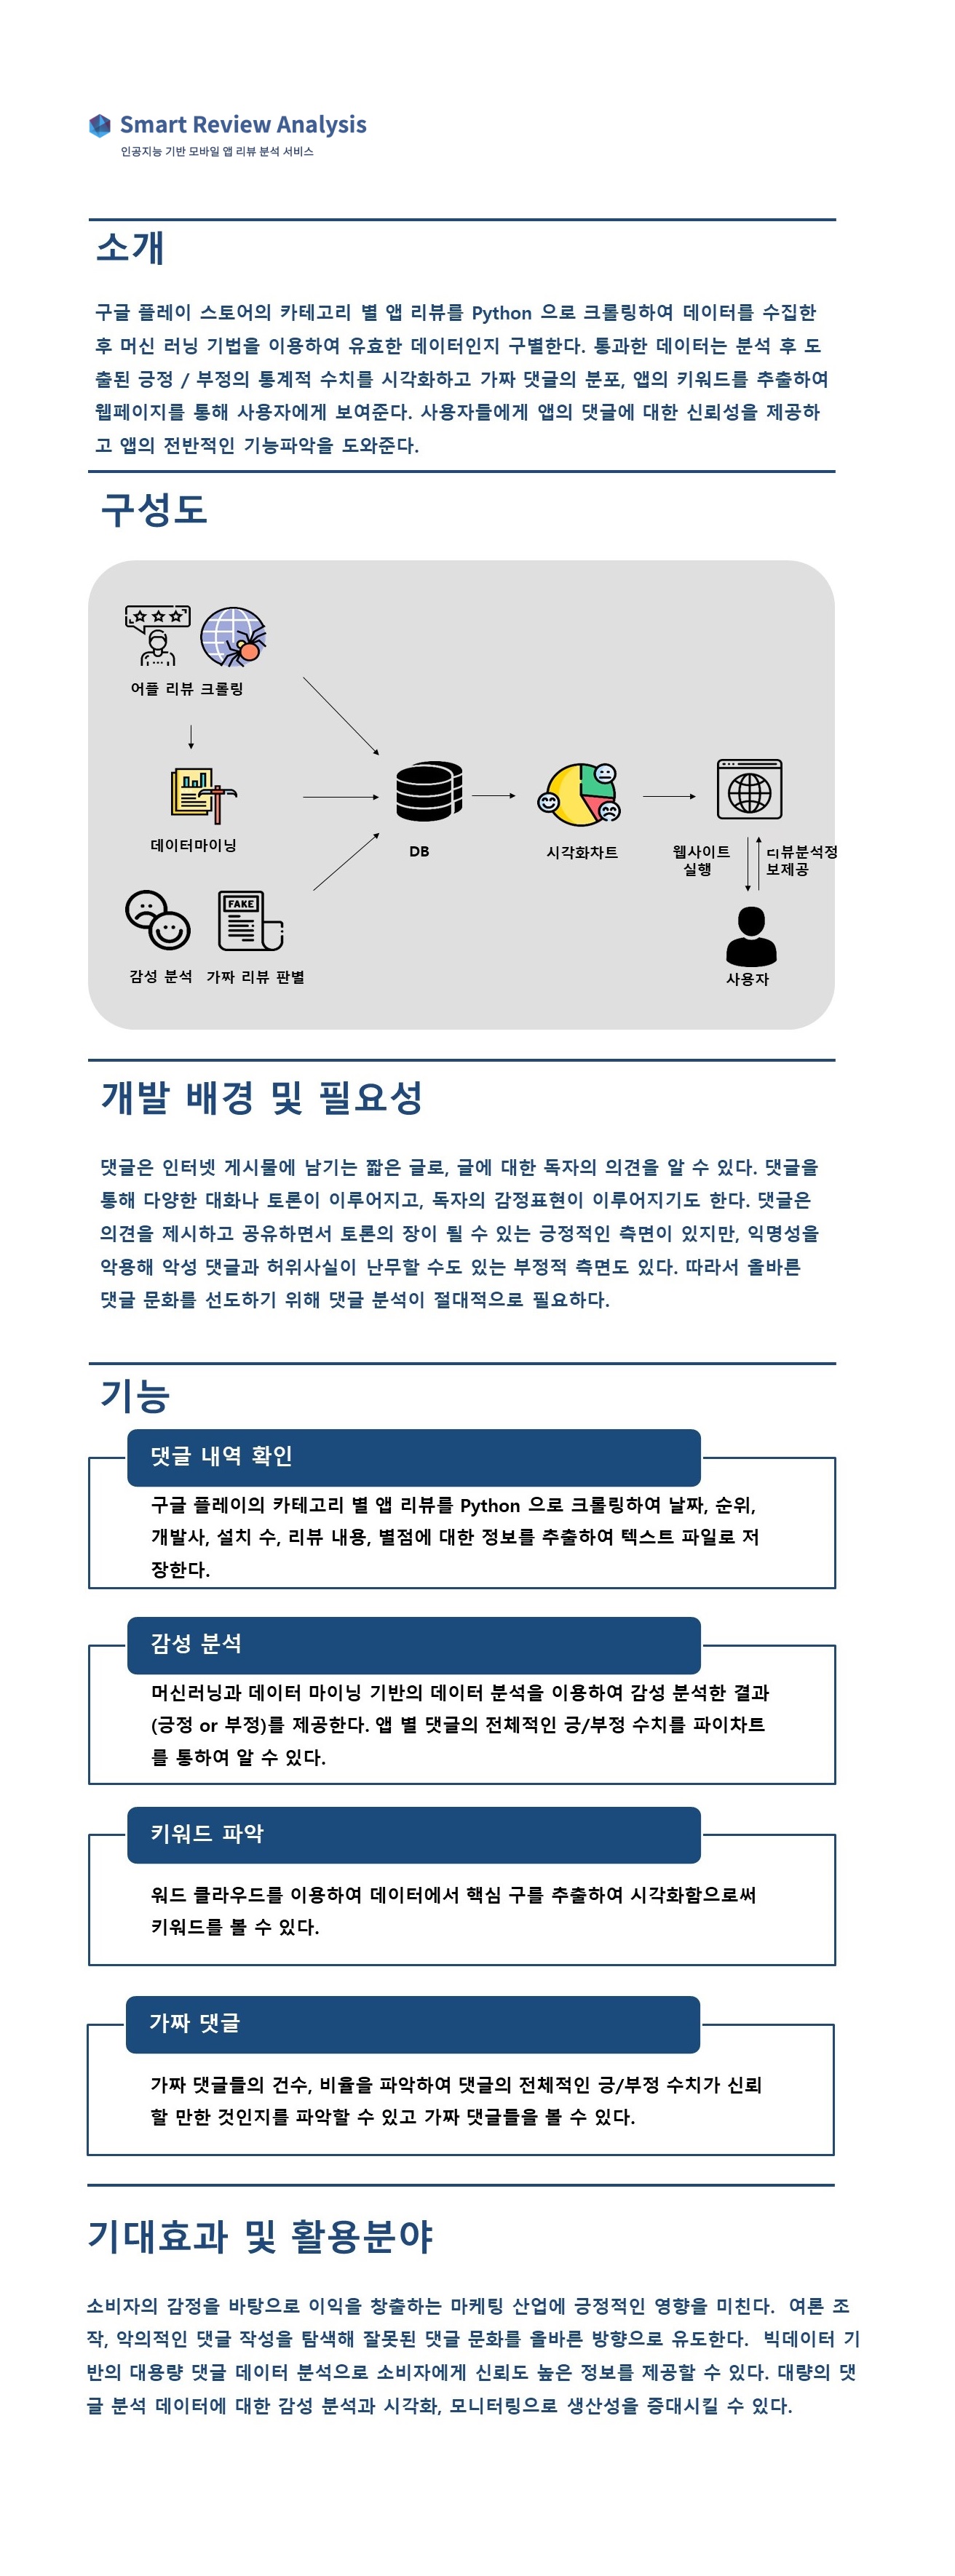 Smart Review Analysis
인공지능 기반 모바일 앱 리뷰 분석 서비스
소개
구글 플레이 스토어의 카테고리 별 앱 리뷰를 Python 으로 크롤링하여 데이터를 수집한
후 머신 러닝 기법을 이용하여 유효한 데이터인지 구별한다. 통과한 데이터는 분석 후 도
출된 긍정 / 부정의 통계적 수치를 시각화하고 가짜 댓글의 분포, 앱의 키워드를 추출하여
웹페이지를 통해 사용자에게 보여준다. 사용자들에게 앱의 댓글에 대한 신뢰성을 제공하
고 앱의 전반적인 기능파악을 도와준다.
구성도
어플 리뷰 크롤링
데이터마이닝
DB
시각화차트
웹사이트
실행
리뷰분석정
보제공
FAKE
감성 분석
가짜 리뷰 판별
사용자
개발 배경 및 필요성
댓글은 인터넷 게시물에 남기는 짧은 글로, 글에 대한 독자의 의견을 알 수 있다. 댓글을
통해 다양한 대화나 토론이 이루어지고, 독자의 감정표현이 이루어지기도 한다. 댓글은
의견을 제시하고 공유하면서 토론의 장이 될 수 있는 긍정적인 측면이 있지만, 익명성을
악용해 악성 댓글과 허위사실이 난무할 수도 있는 부정적 측면도 있다. 따라서 올바른
댓글 문화를 선도하기 위해 댓글 분석이 절대적으로 필요하다.
기능
댓글 내역 확인
구글 플레이의 카테고리 별 앱 리뷰를 Python 으로 크롤링하여 날짜, 순위,
개발사, 설치 수, 리뷰 내용, 별점에 대한 정보를 추출하여 텍스트 파일로 저
장한다.
감성 분석
머신러닝과 데이터 마이닝 기반의 데이터 분석을 이용하여 감성 분석한 결과
(긍정 or 부정)를 제공한다. 앱 별 댓글의 전체적인 긍/부정 수치를 파이차트
를 통하여 알 수 있다.
키워드 파악
워드 클라우드를 이용하여 데이터에서 핵심 구를 추출하여 시각화함으로써
키워드를 볼 수 있다.
가짜 댓글
가짜 댓글들의 건수, 비율을 파악하여 댓글의 전체적인 긍/부정 수치가 신뢰
할 만한 것인지를 파악할 수 있고 가짜 댓글들을 볼 수 있다.
기대효과 및 활용분야
소비자의 감정을 바탕으로 이익을 창출하는 마케팅 산업에 긍정적인 영향을 미친다. 여론 조
작, 악의적인 댓글 작성을 탐색해 잘못된 댓글 문화를 올바른 방향으로 유도한다. 빅데이터 기
반의 대용량 댓글 데이터 분석으로 소비자에게 신뢰도 높은 정보를 제공할 수 있다. 대량의 댓
글 분석 데이터에 대한 감성 분석과 시각화, 모니터링으로 생산성을 증대시킬 수 있다.